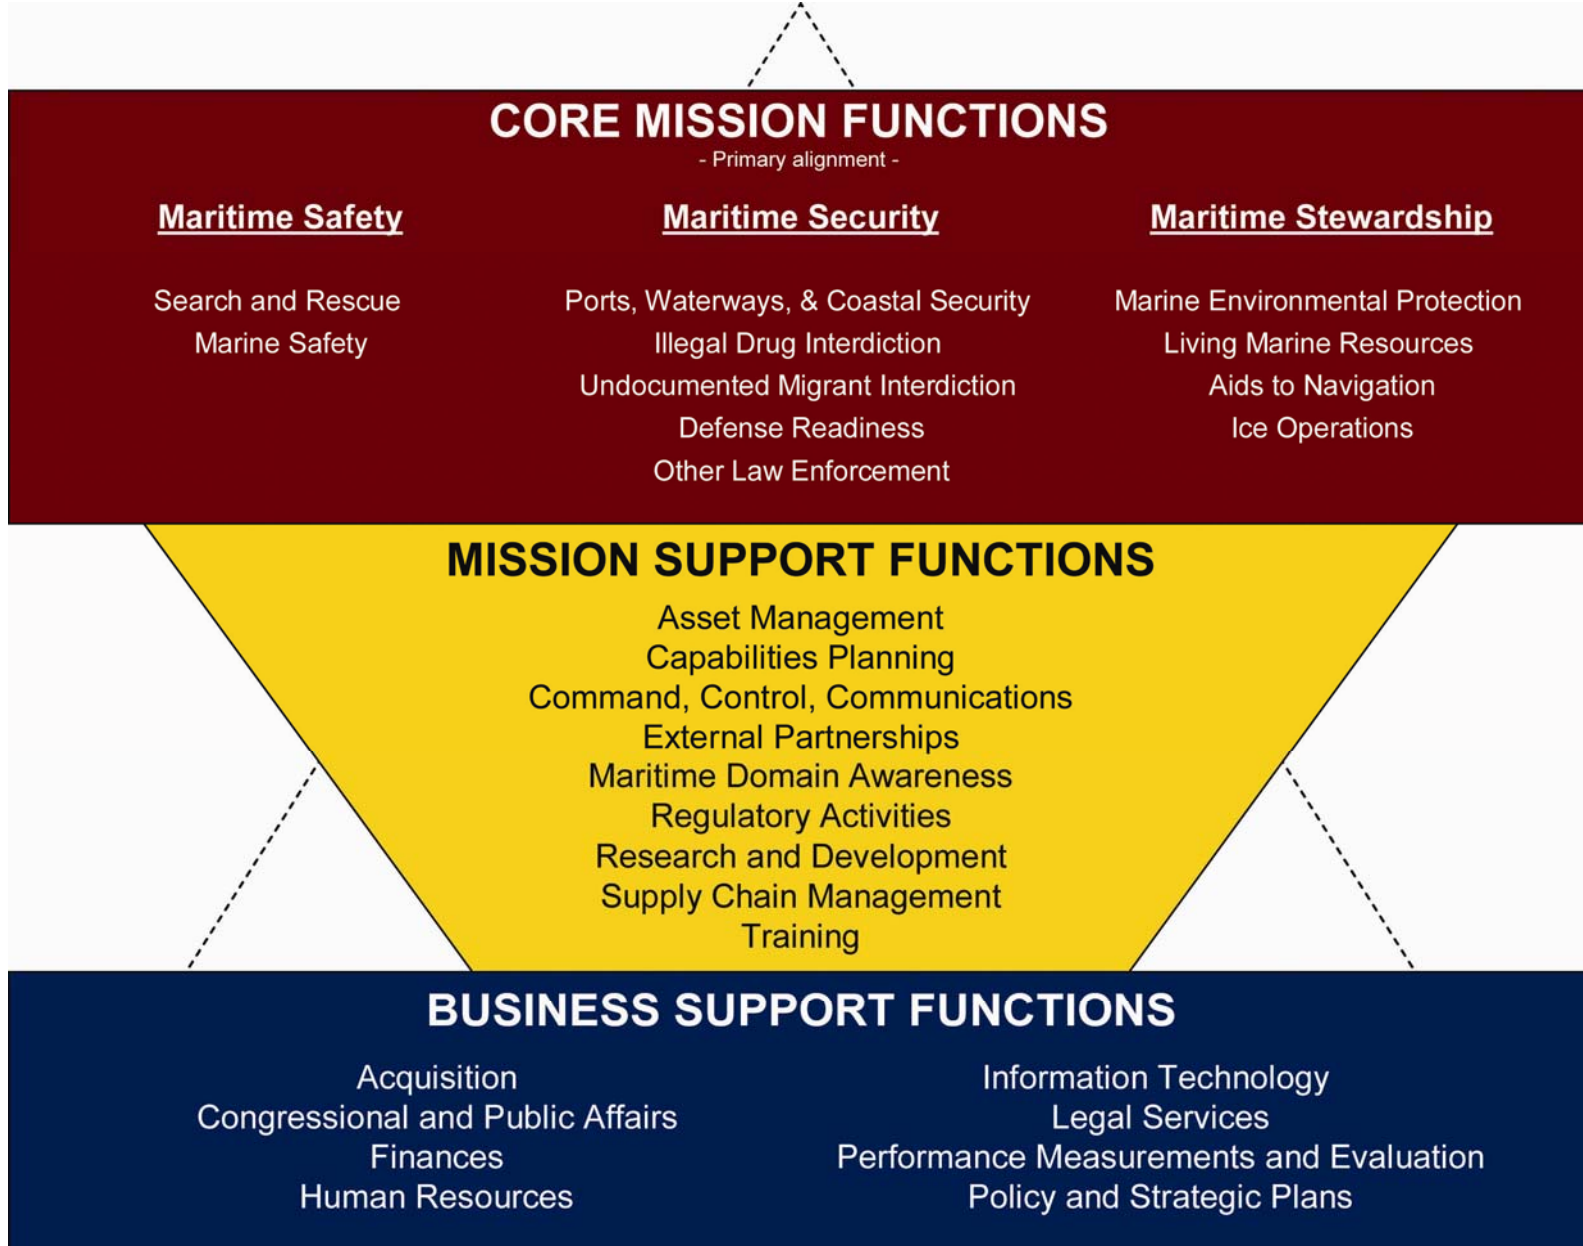 CORE MISSION FUNCTIONS
- Primary alignment -
Maritime Safety
Search and Rescue
Marine Safety
Maritime Security
Ports, Waterways, & Coastal Security
Illegal Drug Interdiction
Undocumented Migrant Interdiction
Defense Readiness
Other Law Enforcement
Maritime Stewardship
Marine Environmental Protection
Living Marine Resources
Aids to Navigation
Ice Operations
MISSION SUPPORT FUNCTIONS
Asset Management
Capabilities Planning
Command, Control, Communications
External Partnerships
Maritime Domain Awareness
Regulatory Activities
Research and Development
Supply Chain Management
Training
BUSINESS SUPPORT FUNCTIONS
Acquisition
Congressional and Public Affairs
Finances
Human Resources
Information Technology
Legal Services
Performance Measurements and Evaluation
Policy and Strategic Plans